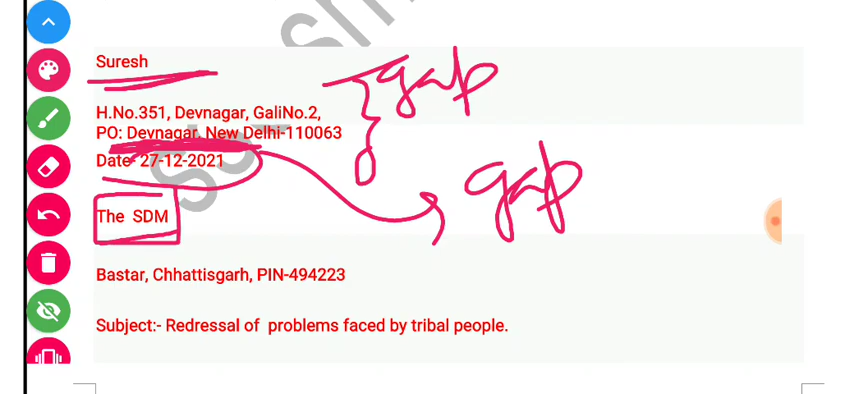 Suresh
gap
H.No.351, Devnagar, GaliNo.2,
PO: Devnagar, New Delhi-110063
Date- 27-12-2021
gap
The SDM
Bastar, Chhattisgarh, PIN-494223
Subject:- Redressal of problems faced by tribal people.